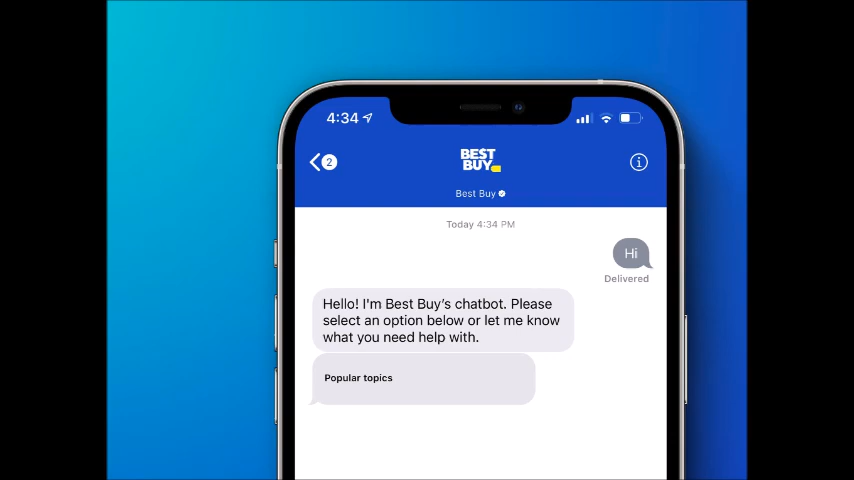 4:34
2
BEST
BUY
Best Buy
Today 4:34 PM
Hi
Delivered
Hello! I'm Best Buy's chatbot. Please
select an option below or let me know
what you need help with.
Popular topics